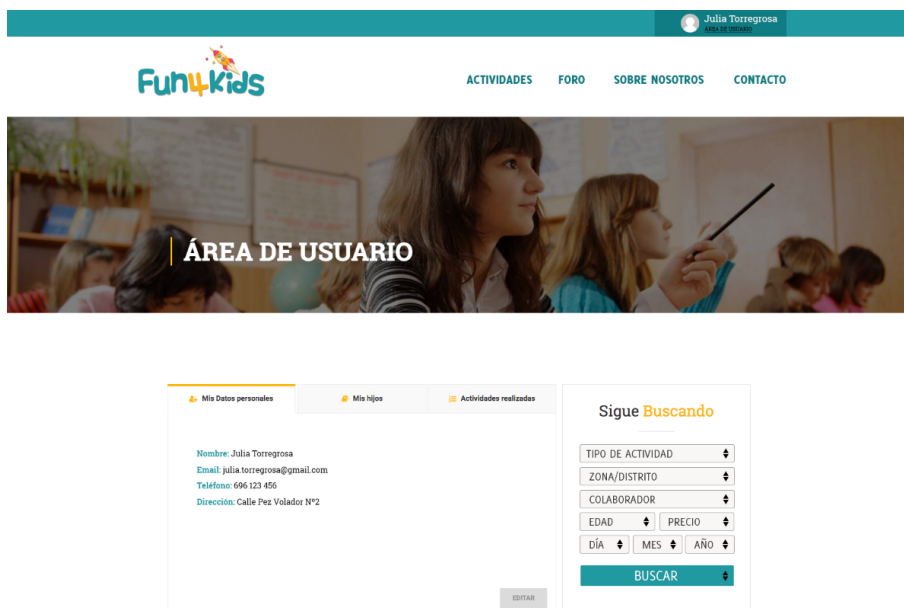 Julia Torregrosa
ÁREA DE USUARIO
Fun4Kids
ACTIVIDADES FORO SOBRE NOSOTROS CONTACTO
ÁREA DE USUARIO
Mis Datos personales Mis hijos Actividades realizadas
Nombre: Julia Torregrosa
Email: julia.torregrosa@gmail.com
Teléfono: 696 123 456
Dirección: Calle Pez Volador Nº2
EDITAR
Sigue Buscando
TIPO DE ACTIVIDAD
ZONA/DISTRITO
COLABORADOR
EDAD PRECIO
DÍA MES AÑO
BUSCAR